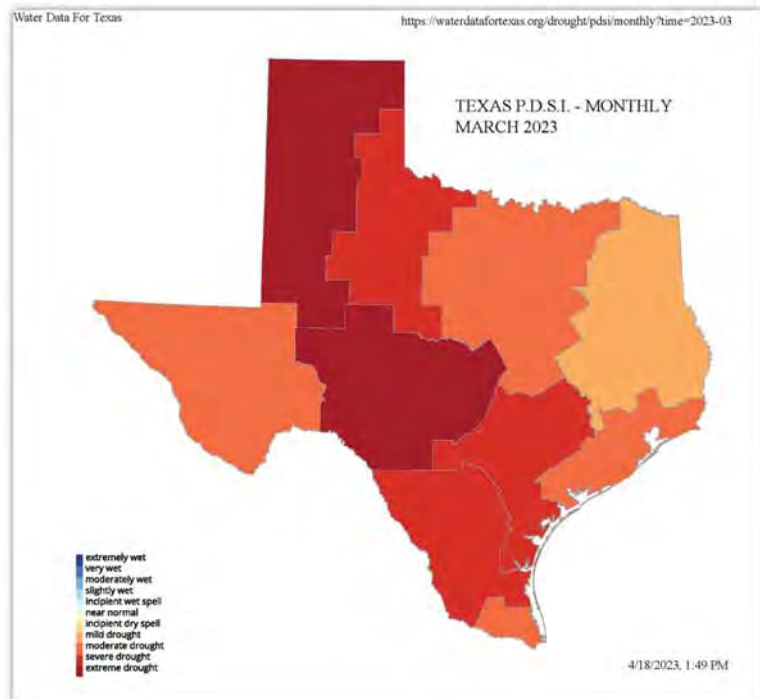 Water Data For Texas
https://waterdatafortexas.org/drought/pdsi/monthly?time=2023-03
TEXAS P.D.S.I. - MONTHLY
MARCH 2023
extremely wet
very wet
moderately wet
slightly wet
incipient wet spell
near normal
incipient dry spell
mild drought
moderate drought
severe drought
extreme drought
4/18/2023, 1:49 PM